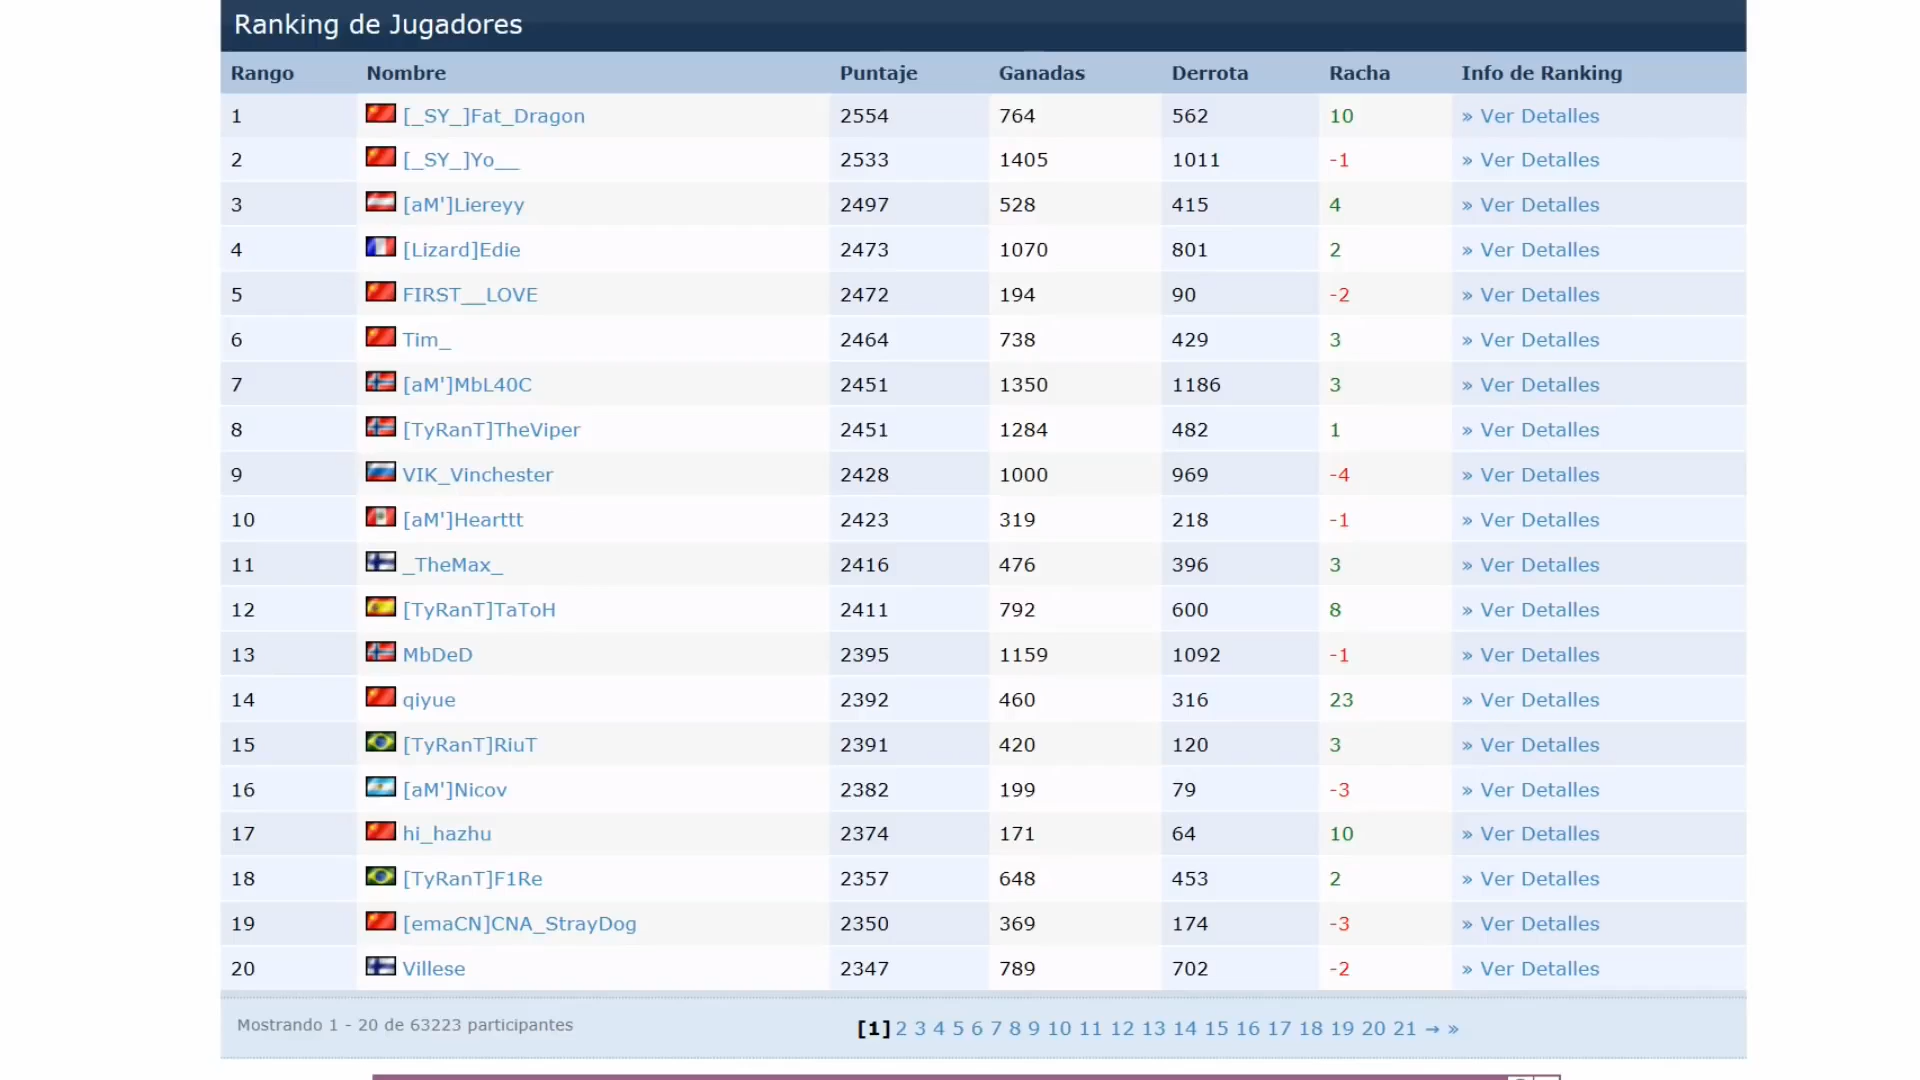 Ranking de Jugadores
Rango Nombre Puntaje Ganadas Derrota Racha Info de Ranking
1 [_SY_]Fat_Dragon 2554 764 562 10 » Ver Detalles
2 [_SY_]Yo__ 2533 1405 1011 -1 » Ver Detalles
3 [aM']Liereyy 2497 528 415 4 » Ver Detalles
4 [Lizard]Edie 2473 1070 801 2 » Ver Detalles
5 FIRST__LOVE 2472 194 90 -2 » Ver Detalles
6 Tim_ 2464 738 429 3 » Ver Detalles
7 [aM']MbL40C 2451 1350 1186 3 » Ver Detalles
8 [TyRanT]TheViper 2451 1284 482 1 » Ver Detalles
9 VIK_Vinchester 2428 1000 969 -4 » Ver Detalles
10 [aM']Hearttt 2423 319 218 -1 » Ver Detalles
11 _TheMax_ 2416 476 396 3 » Ver Detalles
12 [TyRanT]TaToH 2411 792 600 8 » Ver Detalles
13 MbDeD 2395 1159 1092 -1 » Ver Detalles
14 qiyue 2392 460 316 23 » Ver Detalles
15 [TyRanT]RiuT 2391 420 120 3 » Ver Detalles
16 [aM']Nicov 2382 199 79 -3 » Ver Detalles
17 hi_hazhu 2374 171 64 10 » Ver Detalles
18 [TyRanT]F1Re 2357 648 453 2 » Ver Detalles
19 [emaCN]CNA_StrayDog 2350 369 174 -3 » Ver Detalles
20 Villese 2347 789 702 -2 » Ver Detalles
Mostrando 1 - 20 de 63223 participantes [1] 2 3 4 5 6 7 8 9 10 11 12 13 14 15 16 17 18 19 20 21 → »